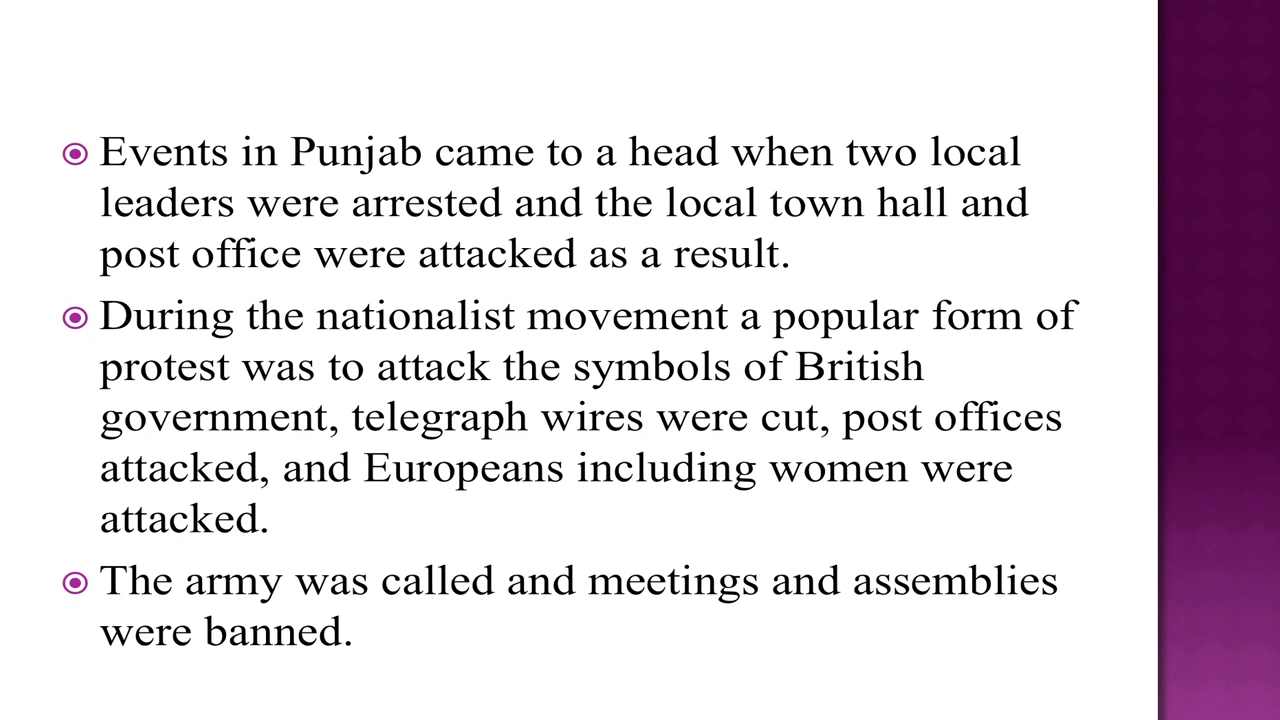 Events in Punjab came to a head when two local
leaders were arrested and the local town hall and
post office were attacked as a result.
During the nationalist movement a popular form of
protest was to attack the symbols of British
government, telegraph wires were cut, post offices
attacked, and Europeans including women were
attacked.
The army was called and meetings and assemblies
were banned.